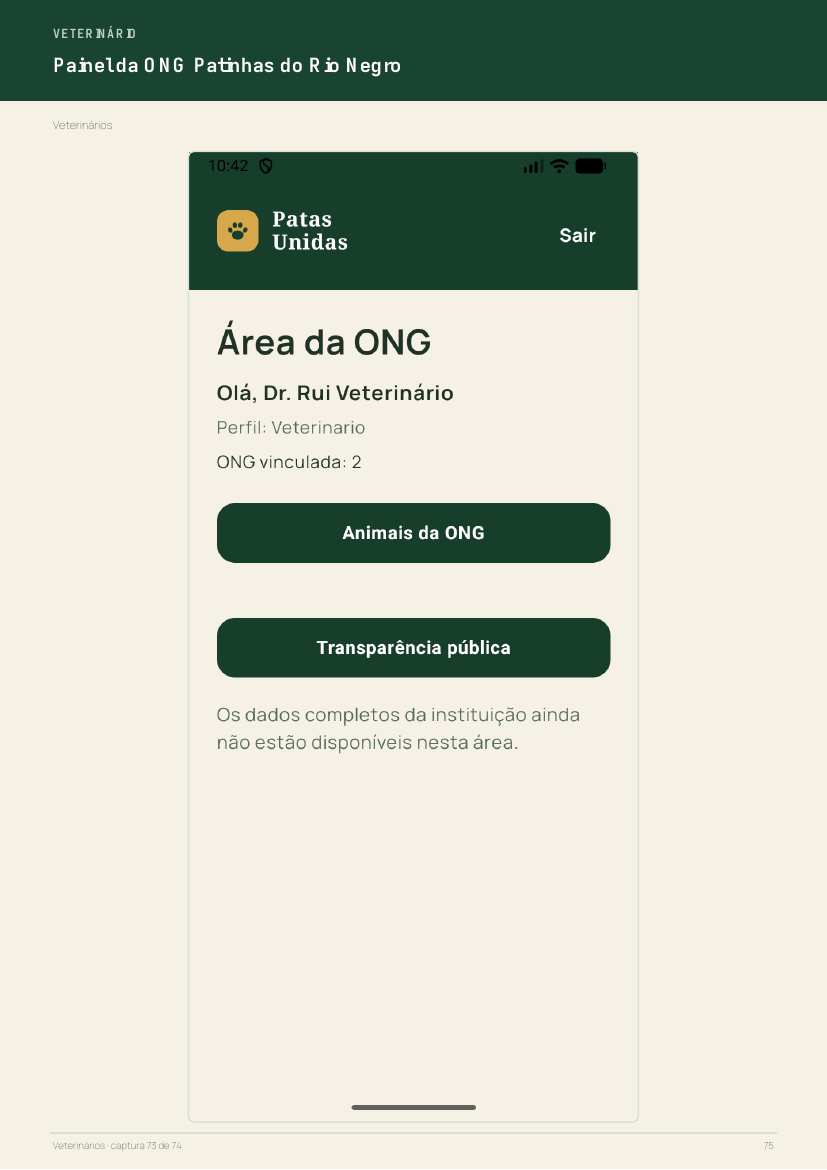 VETERINÁRIO
Painel da ONG Patinhas do Rio Negro
Veterinários
10:42
Patas
Unidas
Sair
Área da ONG
Olá, Dr. Rui Veterinário
Perfil: Veterinario
ONG vinculada: 2
Animais da ONG
Transparência pública
Os dados completos da instituição ainda
não estão disponíveis nesta área.
Veterinários · captura 73 de 74
75